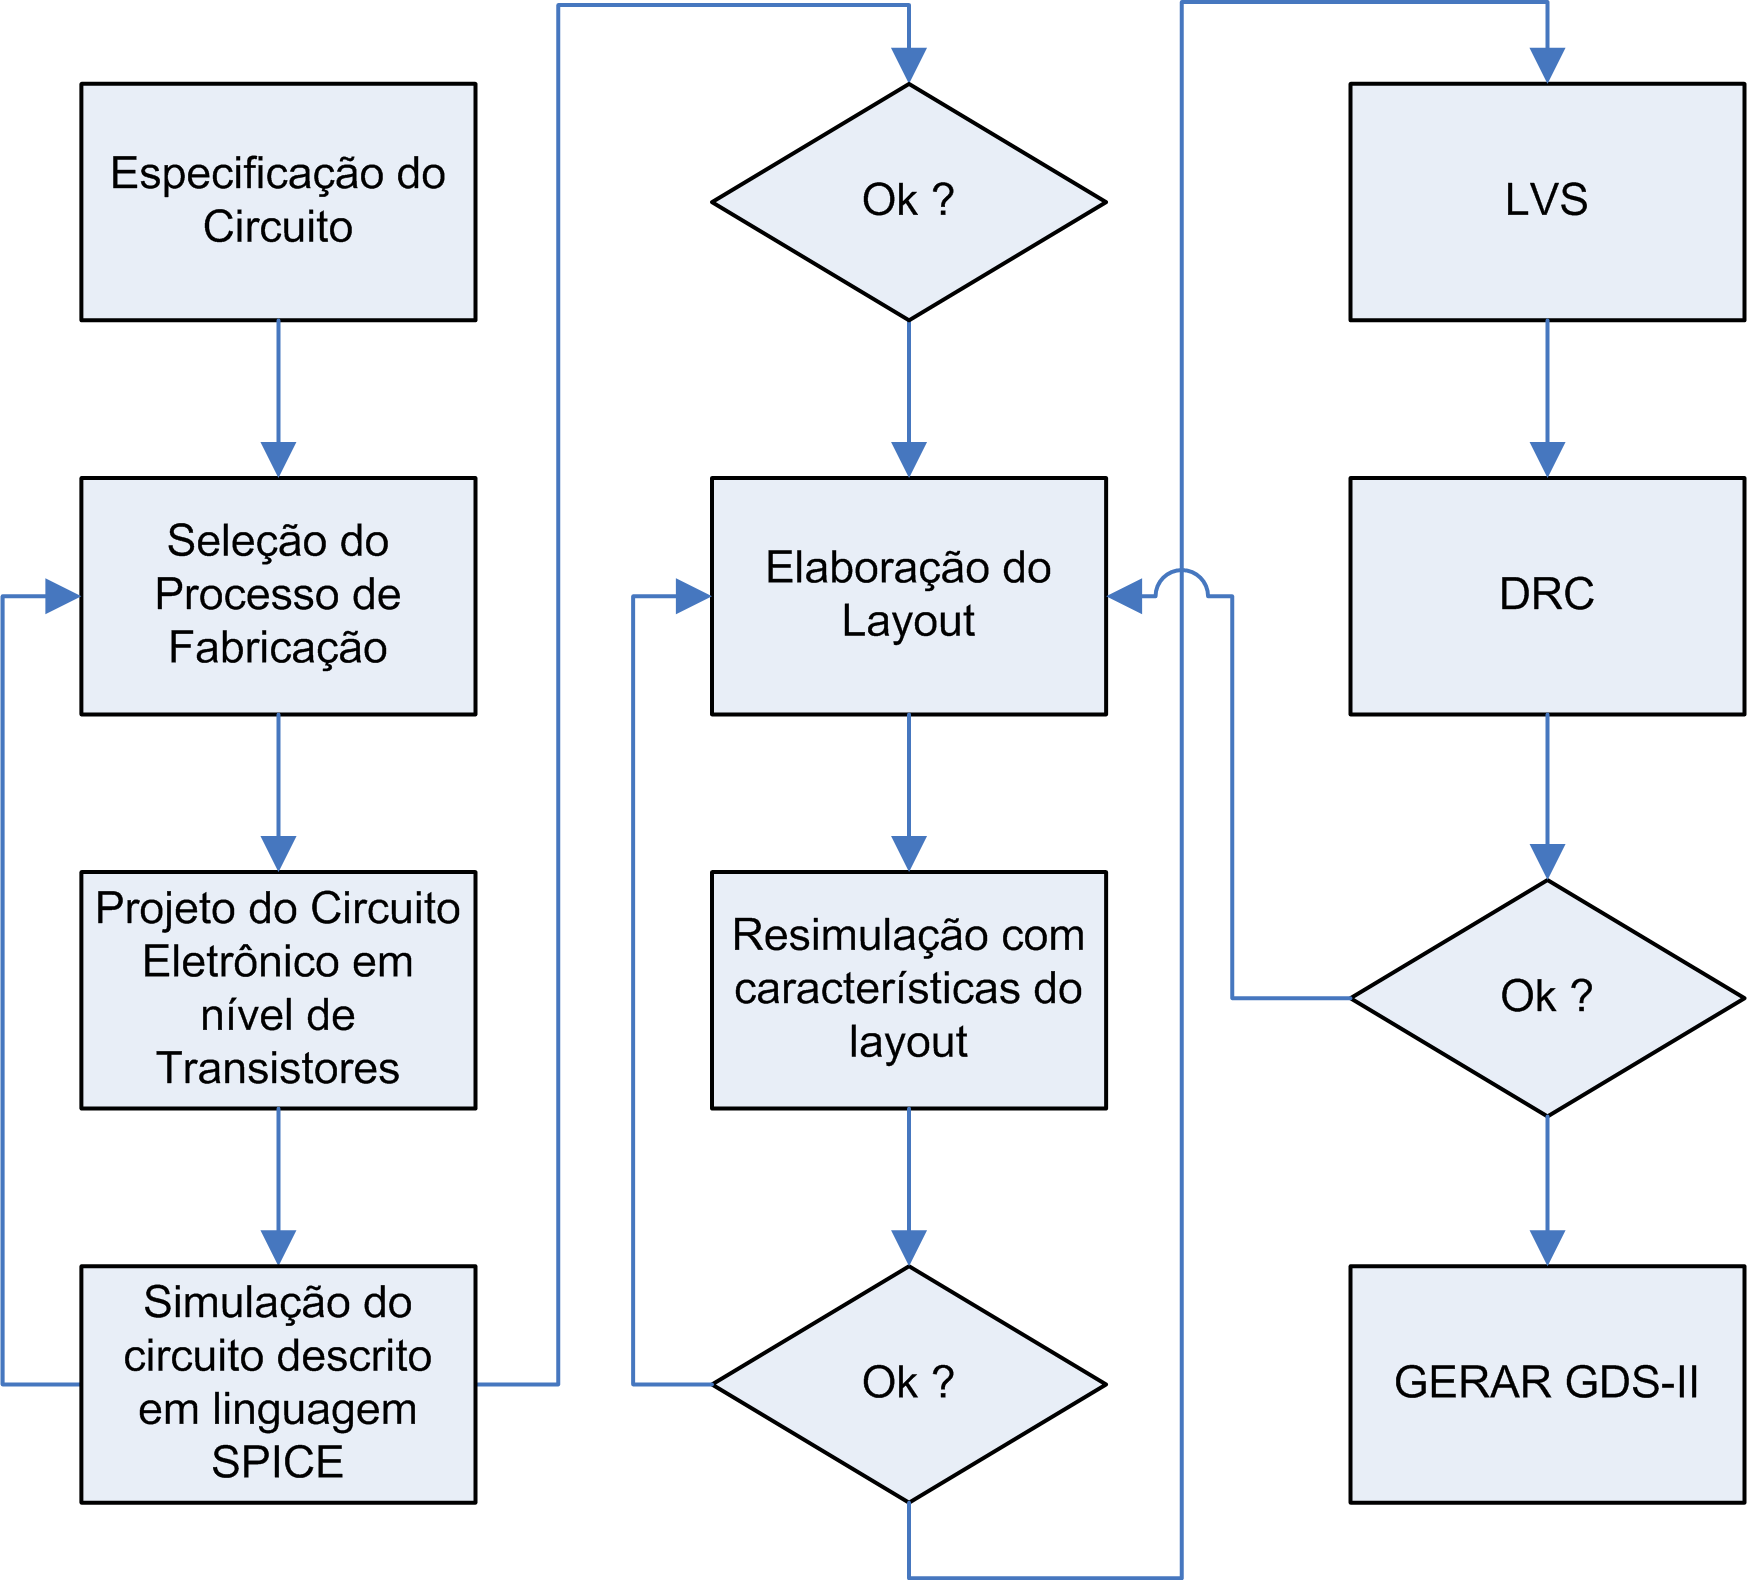 Especificação do
Circuito
Seleção do
Processo de
Fabricação
Projeto do Circuito
Eletrônico em
nível de
Transistores
Simulação do
circuito descrito
em linguagem
SPICE
Ok ?
Elaboração do
Layout
Resimulação com
características do
layout
Ok ?
LVS
DRC
Ok ?
GERAR GDS-II